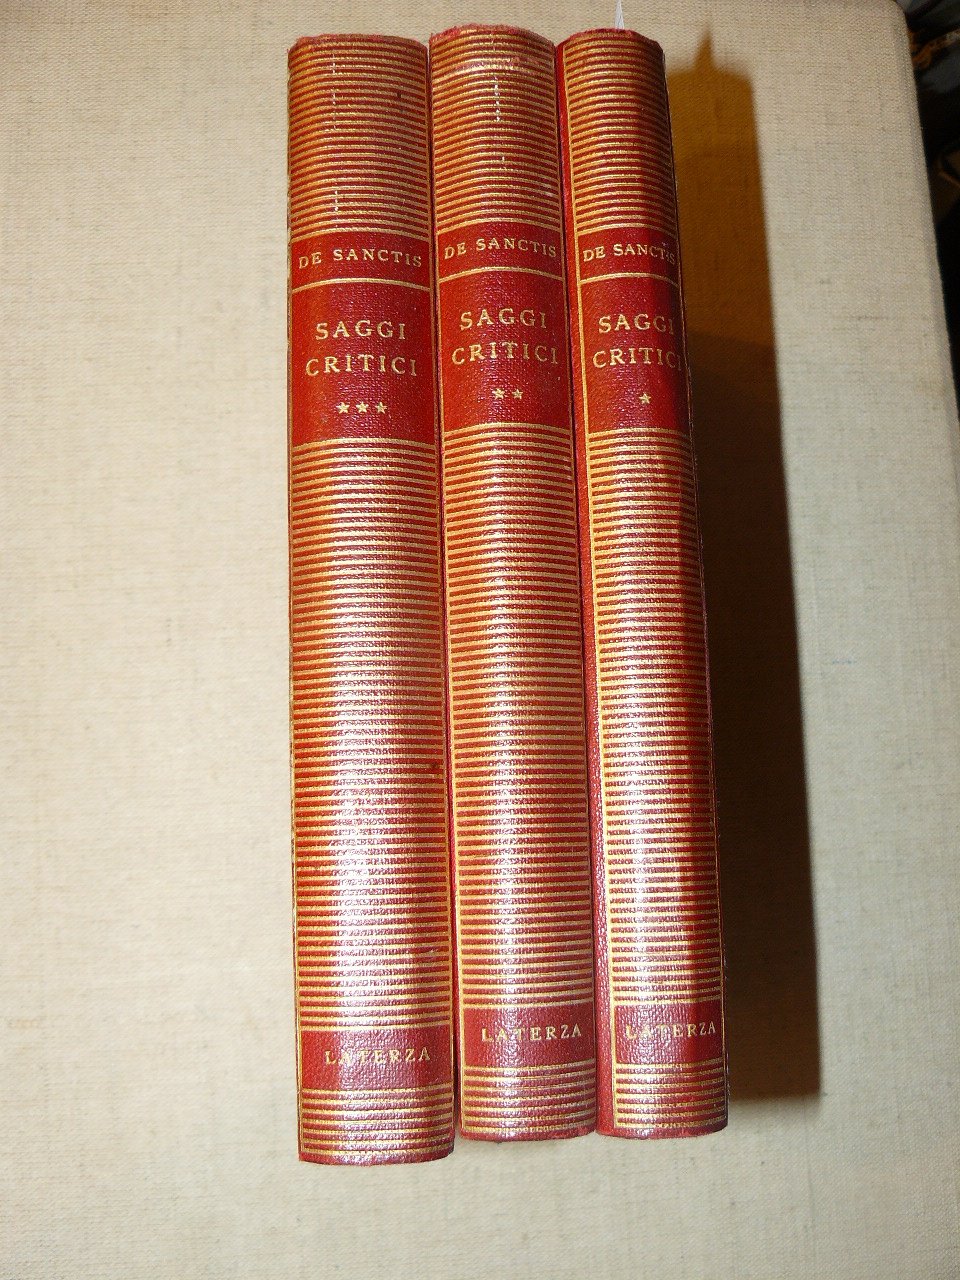 DE SANCTIS
SAGGI
CRITICI
★★★
LATERZA
DE SANCTIS
SAGGI
CRITICI
★★
LATERZA
DE SANCTIS
SAGGI
CRITICI
★
LATERZA